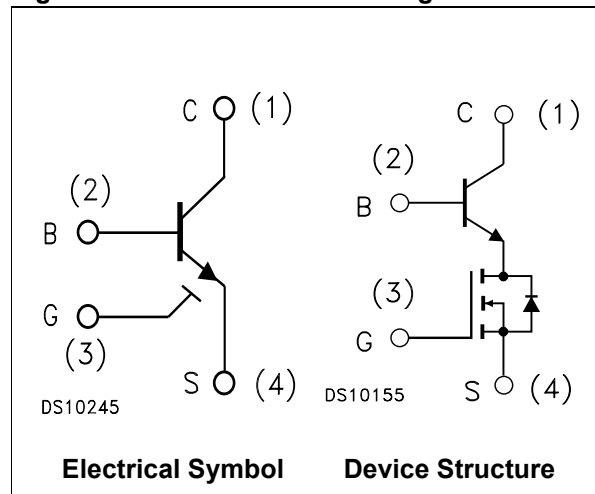 C (1)
(2)
B
G
(3)
S (4)
DS10245
C (1)
(2)
B
(3)
G
S (4)
DS10155
Electrical Symbol
Device Structure